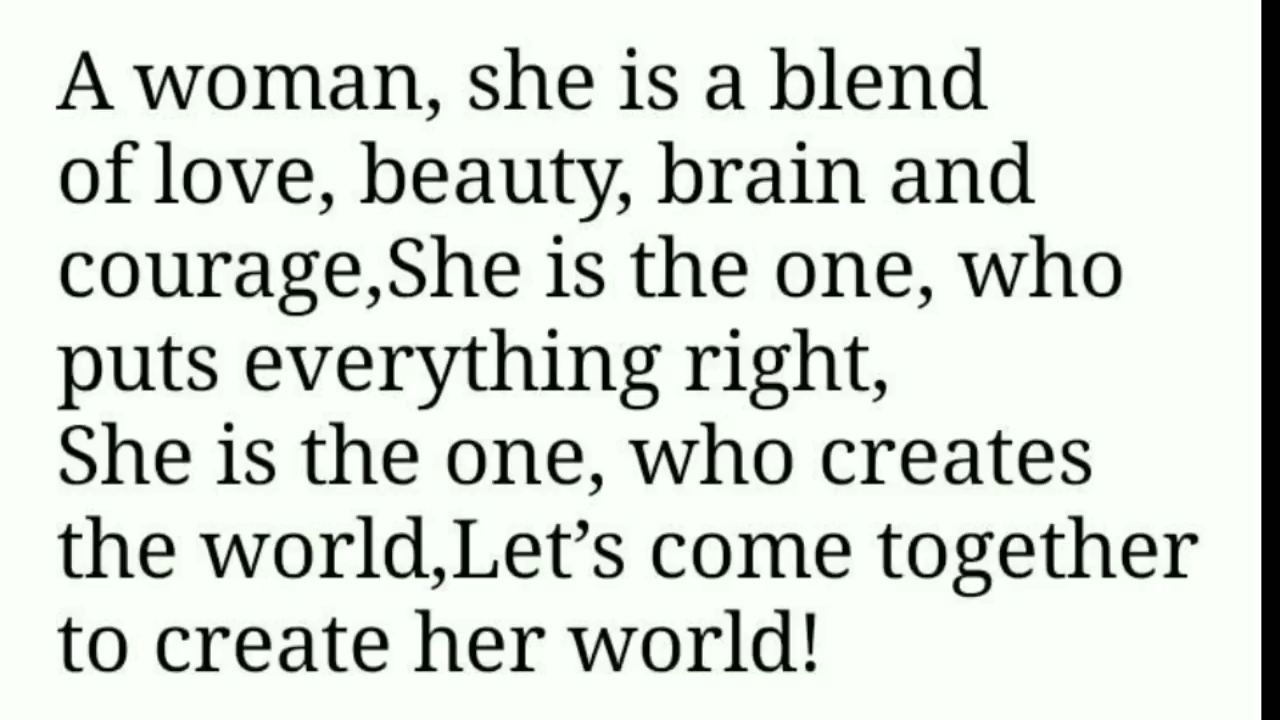 A woman, she is a blend
of love, beauty, brain and
courage,She is the one, who
puts everything right,
She is the one, who creates
the world,Let’s come together
to create her world!